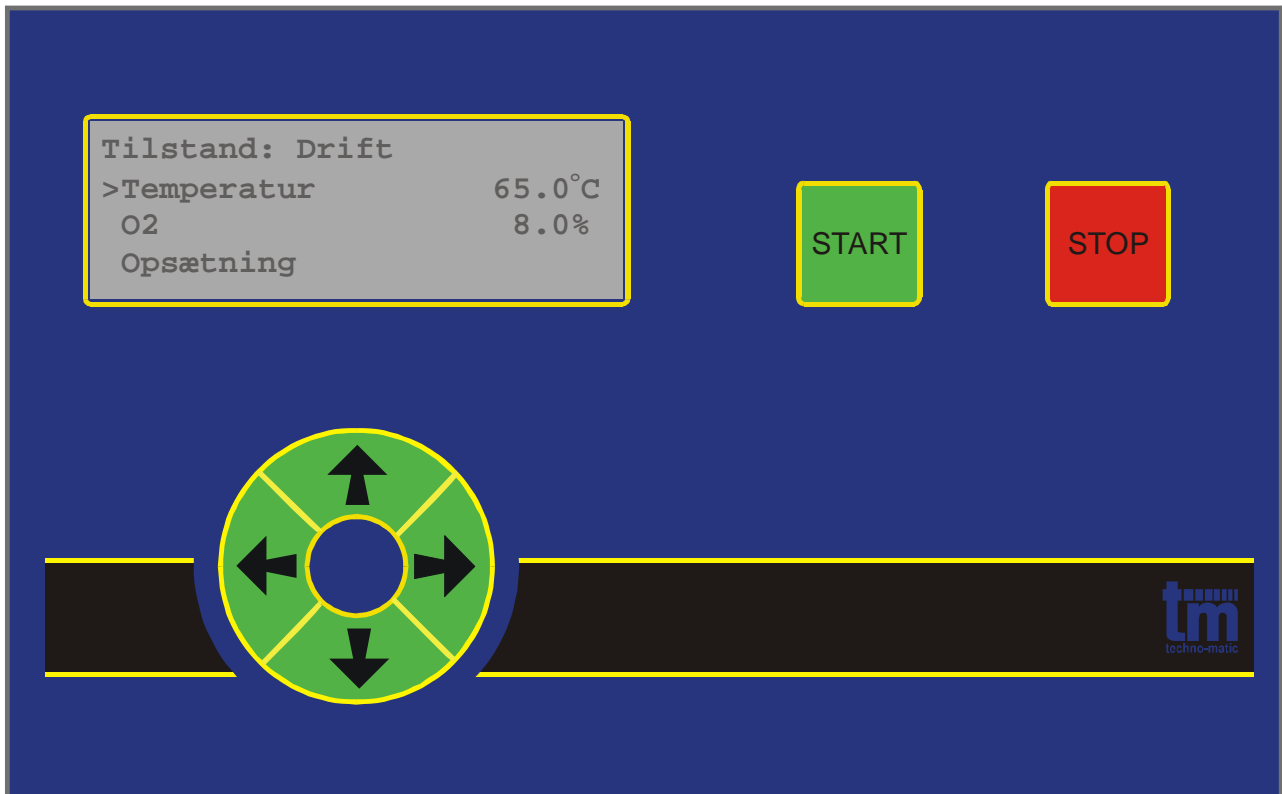 Tilstand: Drift
>Temperatur 65.0°C
O2 8.0%
Opsætning
START
STOP
tm
techno-matic